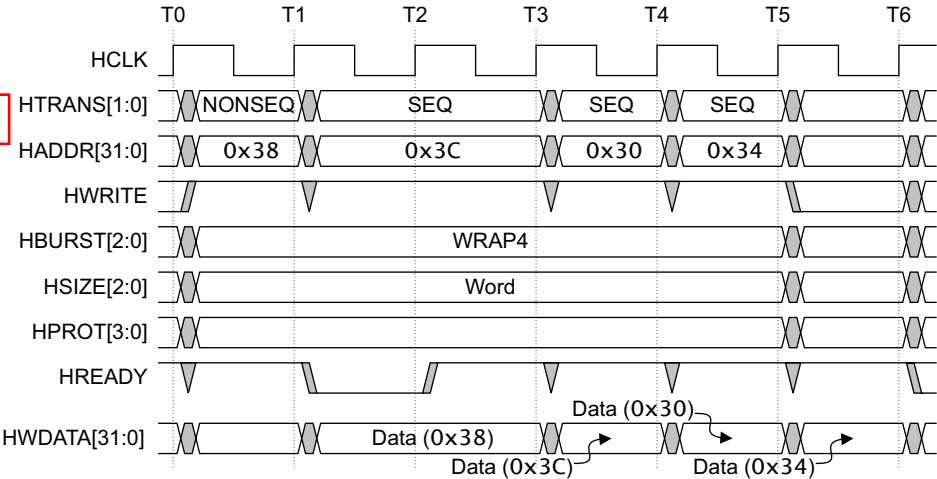 T0 T1 T2 T3 T4 T5 T6
HCLK
HTRANS[1:0] NONSEQ SEQ SEQ SEQ
HADDR[31:0] 0x38 0x3C 0x30 0x34
HWRITE
HBURST[2:0] WRAP4
HSIZE[2:0] Word
HPROT[3:0]
HREADY
Data (0x30)
HWDATA[31:0] Data (0x38)
Data (0x3C) Data (0x34)